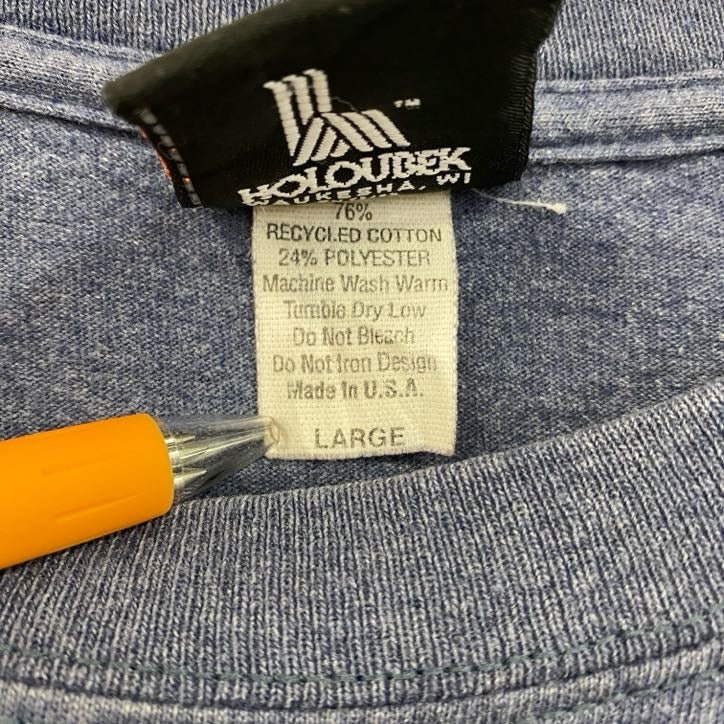 ™
HOLOUBEK
WAUKESHA, WI
76%
RECYCLED COTTON
24% POLYESTER
Machine Wash Warm
Tumble Dry Low
Do Not Bleach
Do Not Iron Design
Made In U.S.A.
LARGE